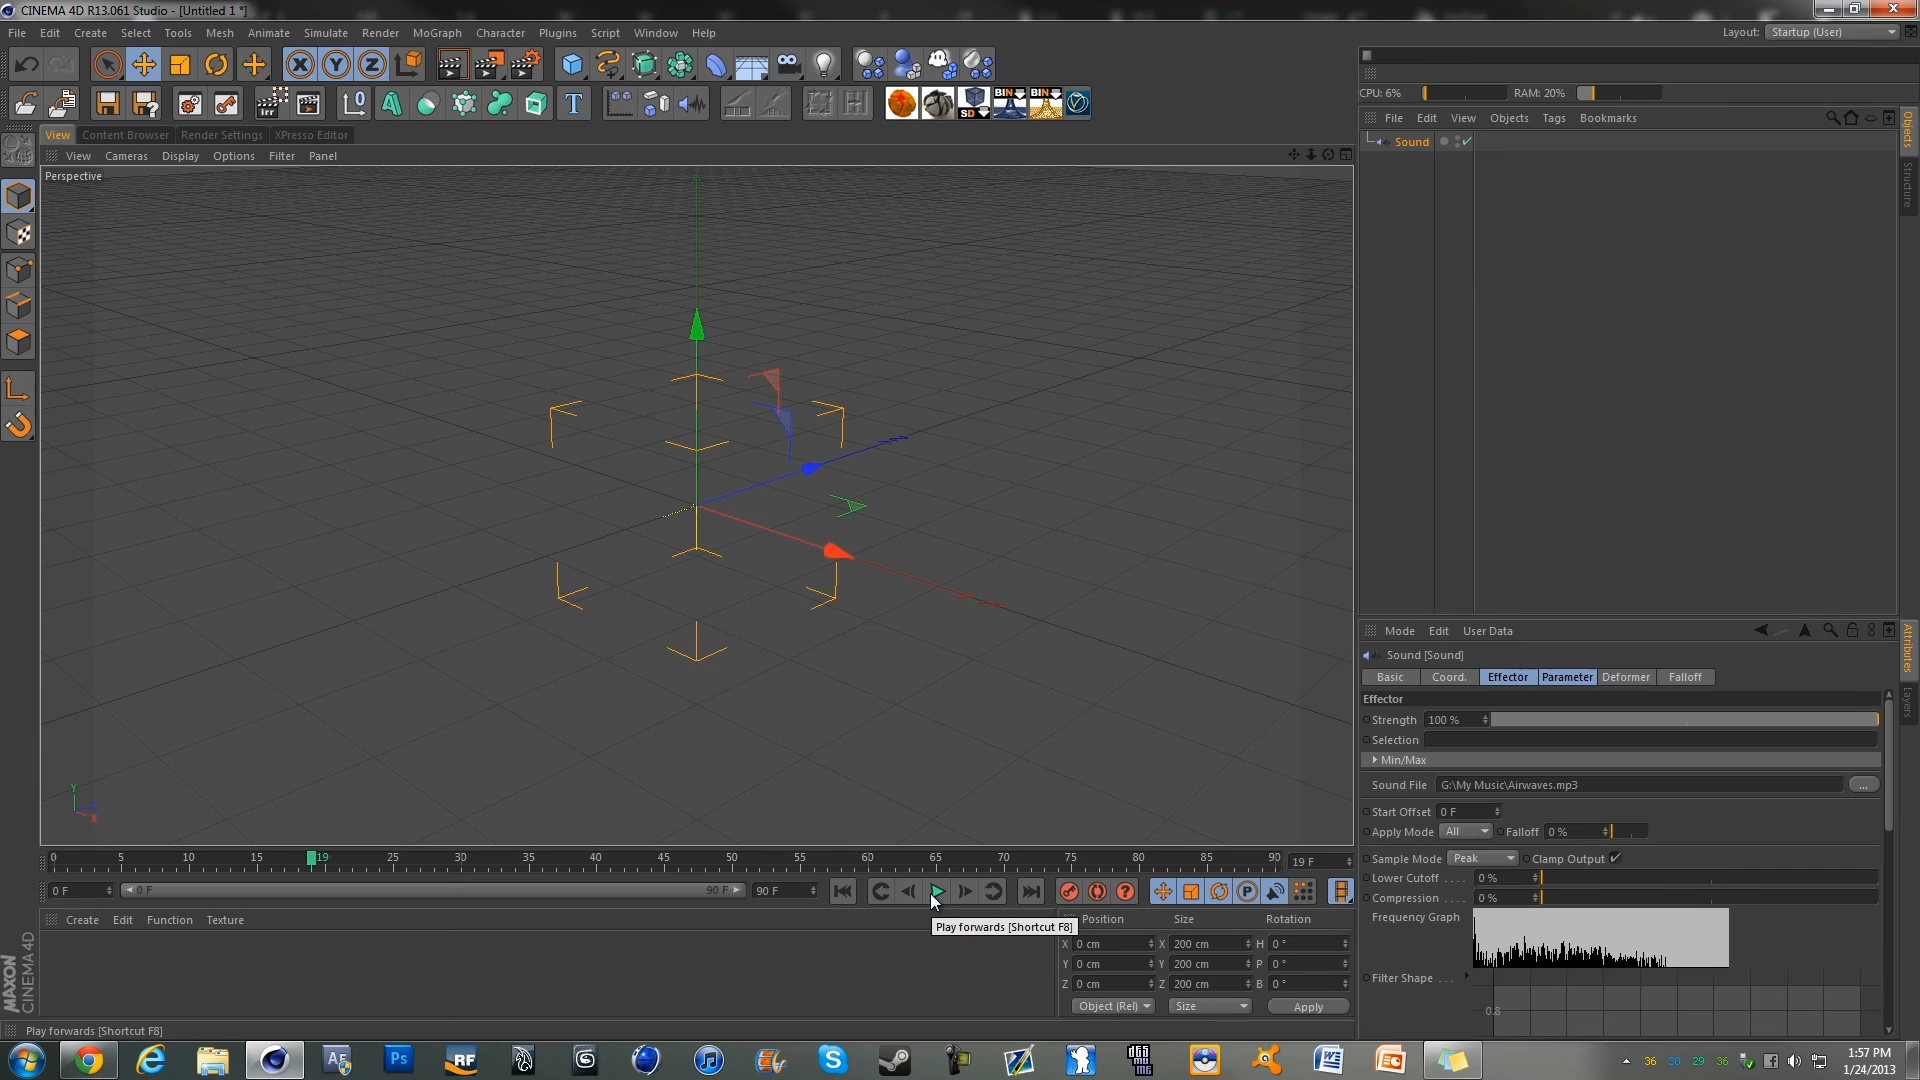 CINEMA 4D R13.061 Studio - [Untitled 1 *]
File Edit Create Select Tools Mesh Animate Simulate Render MoGraph Character Plugins Script Window Help
Layout: Startup (User)
CPU: 6% RAM: 20%
View Content Browser Render Settings XPresso Editor
View Cameras Display Options Filter Panel
Perspective
File Edit View Objects Tags Bookmarks
Sound
Objects
Structure
Mode Edit User Data
Sound [Sound]
Basic Coord. Effector Parameter Deformer Falloff
Effector
Strength 100 %
Selection
Min/Max
Sound File G:\My Music\Airwaves.mp3 ...
Start Offset 0 F
Apply Mode All Falloff 0 %
Sample Mode Peak Clamp Output
Lower Cutoff . . . . 0 %
Compression . . . . 0 %
Frequency Graph
Filter Shape . . .
0.8
Attributes
Layers
0 5 10 15 19 25 30 35 40 45 50 55 60 65 70 75 80 85 90 19 F
0 F 0 F 90 F 90 F
Play forwards [Shortcut F8]
Create Edit Function Texture
Position Size Rotation
X 0 cm X 200 cm H 0 °
Y 0 cm Y 200 cm P 0 °
Z 0 cm Z 200 cm B 0 °
Object (Rel) Size Apply
MAXON
CINEMA 4D
Play forwards [Shortcut F8]
36 30 29 36
1:57 PM
1/24/2013